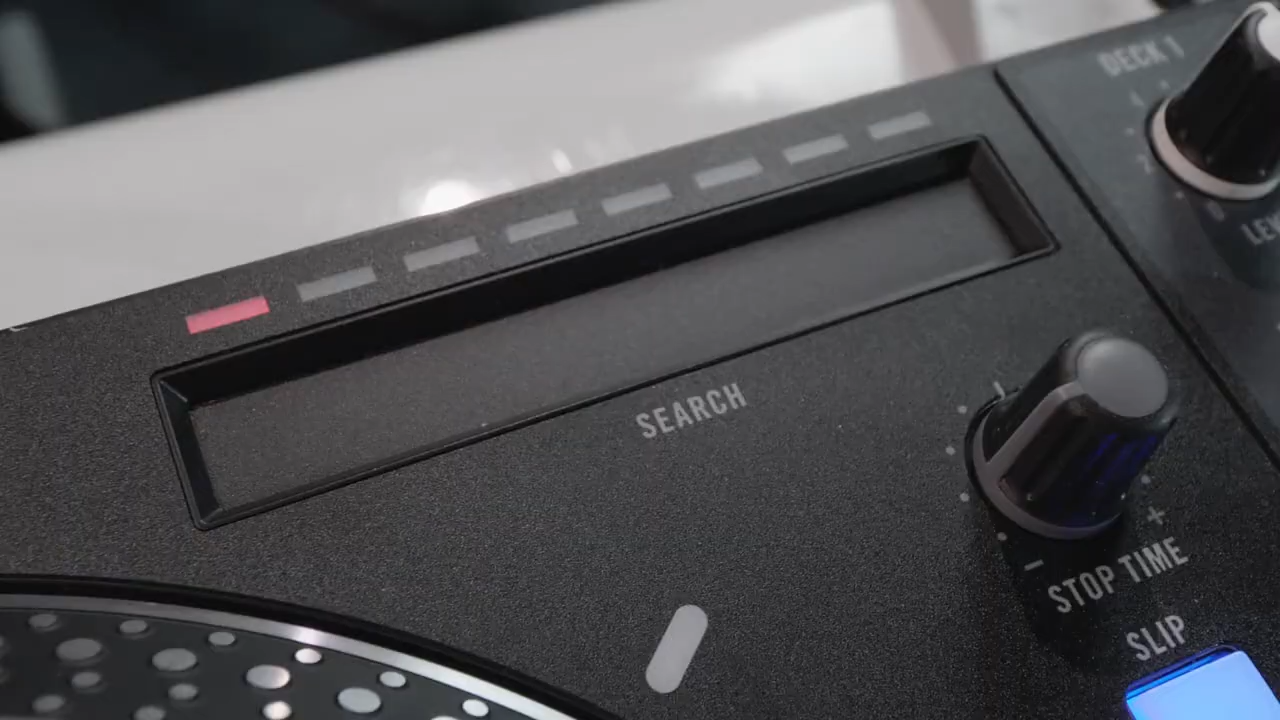 DECK 1
SEARCH
- +
STOP TIME
SLIP